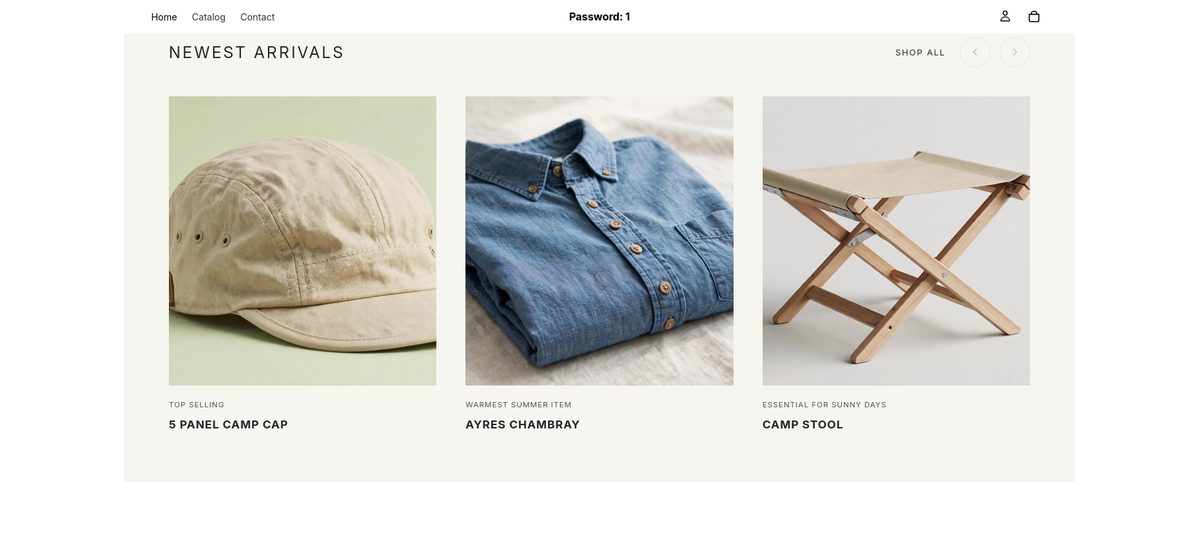 Home Catalog Contact Password: 1
NEWEST ARRIVALS SHOP ALL
TOP SELLING
5 PANEL CAMP CAP
WARMEST SUMMER ITEM
AYRES CHAMBRAY
ESSENTIAL FOR SUNNY DAYS
CAMP STOOL